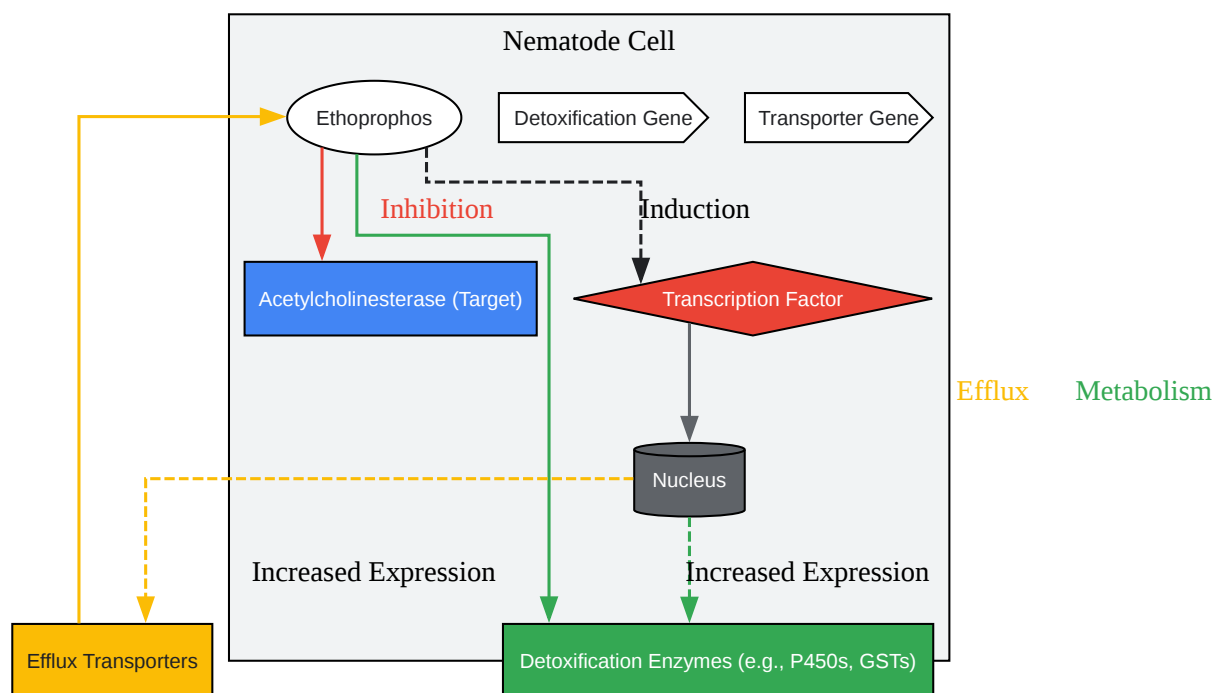 Nematode Cell
Ethoprophos
Detoxification Gene
Transporter Gene
Inhibition
Induction
Acetylcholinesterase (Target)
Transcription Factor
Efflux
Metabolism
Nucleus
Increased Expression
Increased Expression
Efflux Transporters
Detoxification Enzymes (e.g., P450s, GSTs)